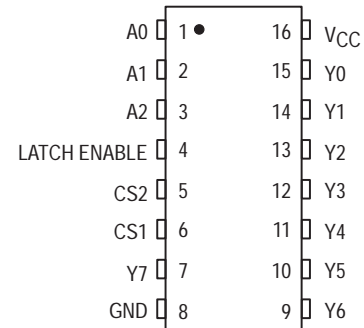 A0 1 16 VCC
A1 2 15 Y0
A2 3 14 Y1
LATCH ENABLE 4 13 Y2
CS2 5 12 Y3
CS1 6 11 Y4
Y7 7 10 Y5
GND 8 9 Y6